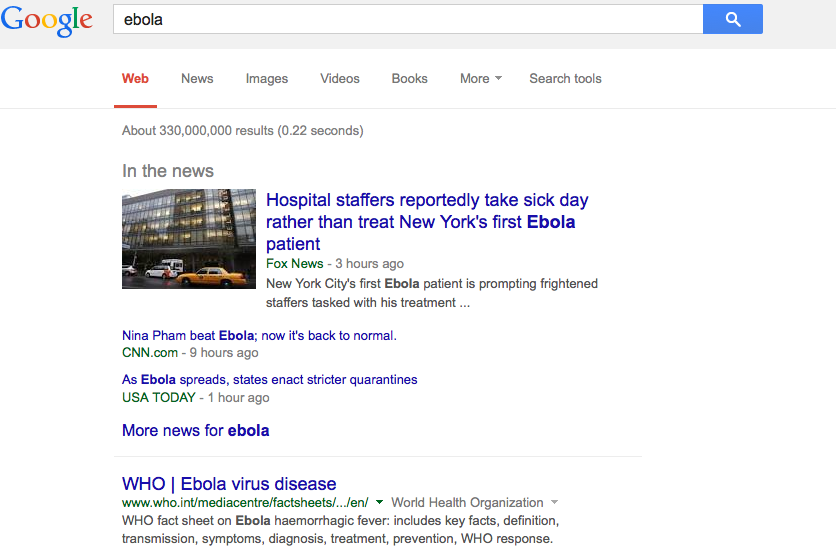 Google
ebola
Web News Images Videos Books More Search tools
About 330,000,000 results (0.22 seconds)
In the news
Hospital staffers reportedly take sick day
rather than treat New York's first Ebola
patient
Fox News - 3 hours ago
New York City's first Ebola patient is prompting frightened
staffers tasked with his treatment ...
Nina Pham beat Ebola; now it's back to normal.
CNN.com - 9 hours ago
As Ebola spreads, states enact stricter quarantines
USA TODAY - 1 hour ago
More news for ebola
WHO | Ebola virus disease
www.who.int/mediacentre/factsheets/.../en/ World Health Organization
WHO fact sheet on Ebola haemorrhagic fever: includes key facts, definition,
transmission, symptoms, diagnosis, treatment, prevention, WHO response.